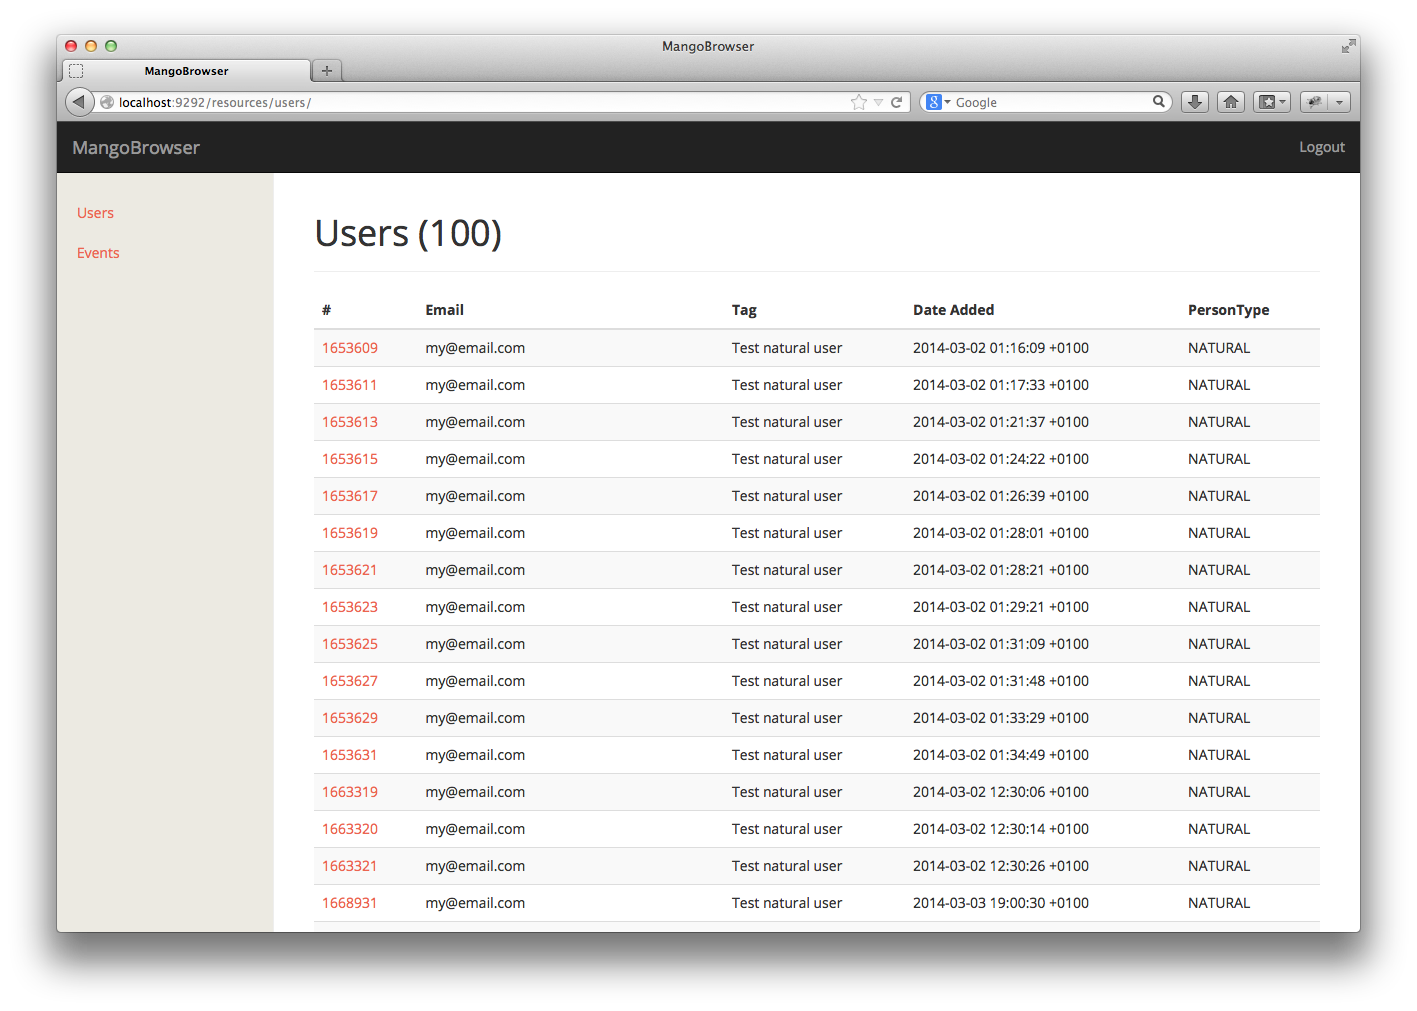 MangoBrowser
MangoBrowser
localhost:9292/resources/users/
8 Google
MangoBrowser Logout
Users
Events
Users (100)
# Email Tag Date Added PersonType
1653609 my@email.com Test natural user 2014-03-02 01:16:09 +0100 NATURAL
1653611 my@email.com Test natural user 2014-03-02 01:17:33 +0100 NATURAL
1653613 my@email.com Test natural user 2014-03-02 01:21:37 +0100 NATURAL
1653615 my@email.com Test natural user 2014-03-02 01:24:22 +0100 NATURAL
1653617 my@email.com Test natural user 2014-03-02 01:26:39 +0100 NATURAL
1653619 my@email.com Test natural user 2014-03-02 01:28:01 +0100 NATURAL
1653621 my@email.com Test natural user 2014-03-02 01:28:21 +0100 NATURAL
1653623 my@email.com Test natural user 2014-03-02 01:29:21 +0100 NATURAL
1653625 my@email.com Test natural user 2014-03-02 01:31:09 +0100 NATURAL
1653627 my@email.com Test natural user 2014-03-02 01:31:48 +0100 NATURAL
1653629 my@email.com Test natural user 2014-03-02 01:33:29 +0100 NATURAL
1653631 my@email.com Test natural user 2014-03-02 01:34:49 +0100 NATURAL
1663319 my@email.com Test natural user 2014-03-02 12:30:06 +0100 NATURAL
1663320 my@email.com Test natural user 2014-03-02 12:30:14 +0100 NATURAL
1663321 my@email.com Test natural user 2014-03-02 12:30:26 +0100 NATURAL
1668931 my@email.com Test natural user 2014-03-03 19:00:30 +0100 NATURAL